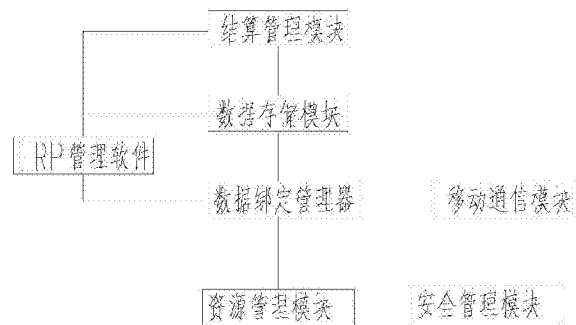 结算管理模块
数据存储模块
RP管理软件
数据绑定管理器
移动通信模块
资源管理模块
安全管理模块